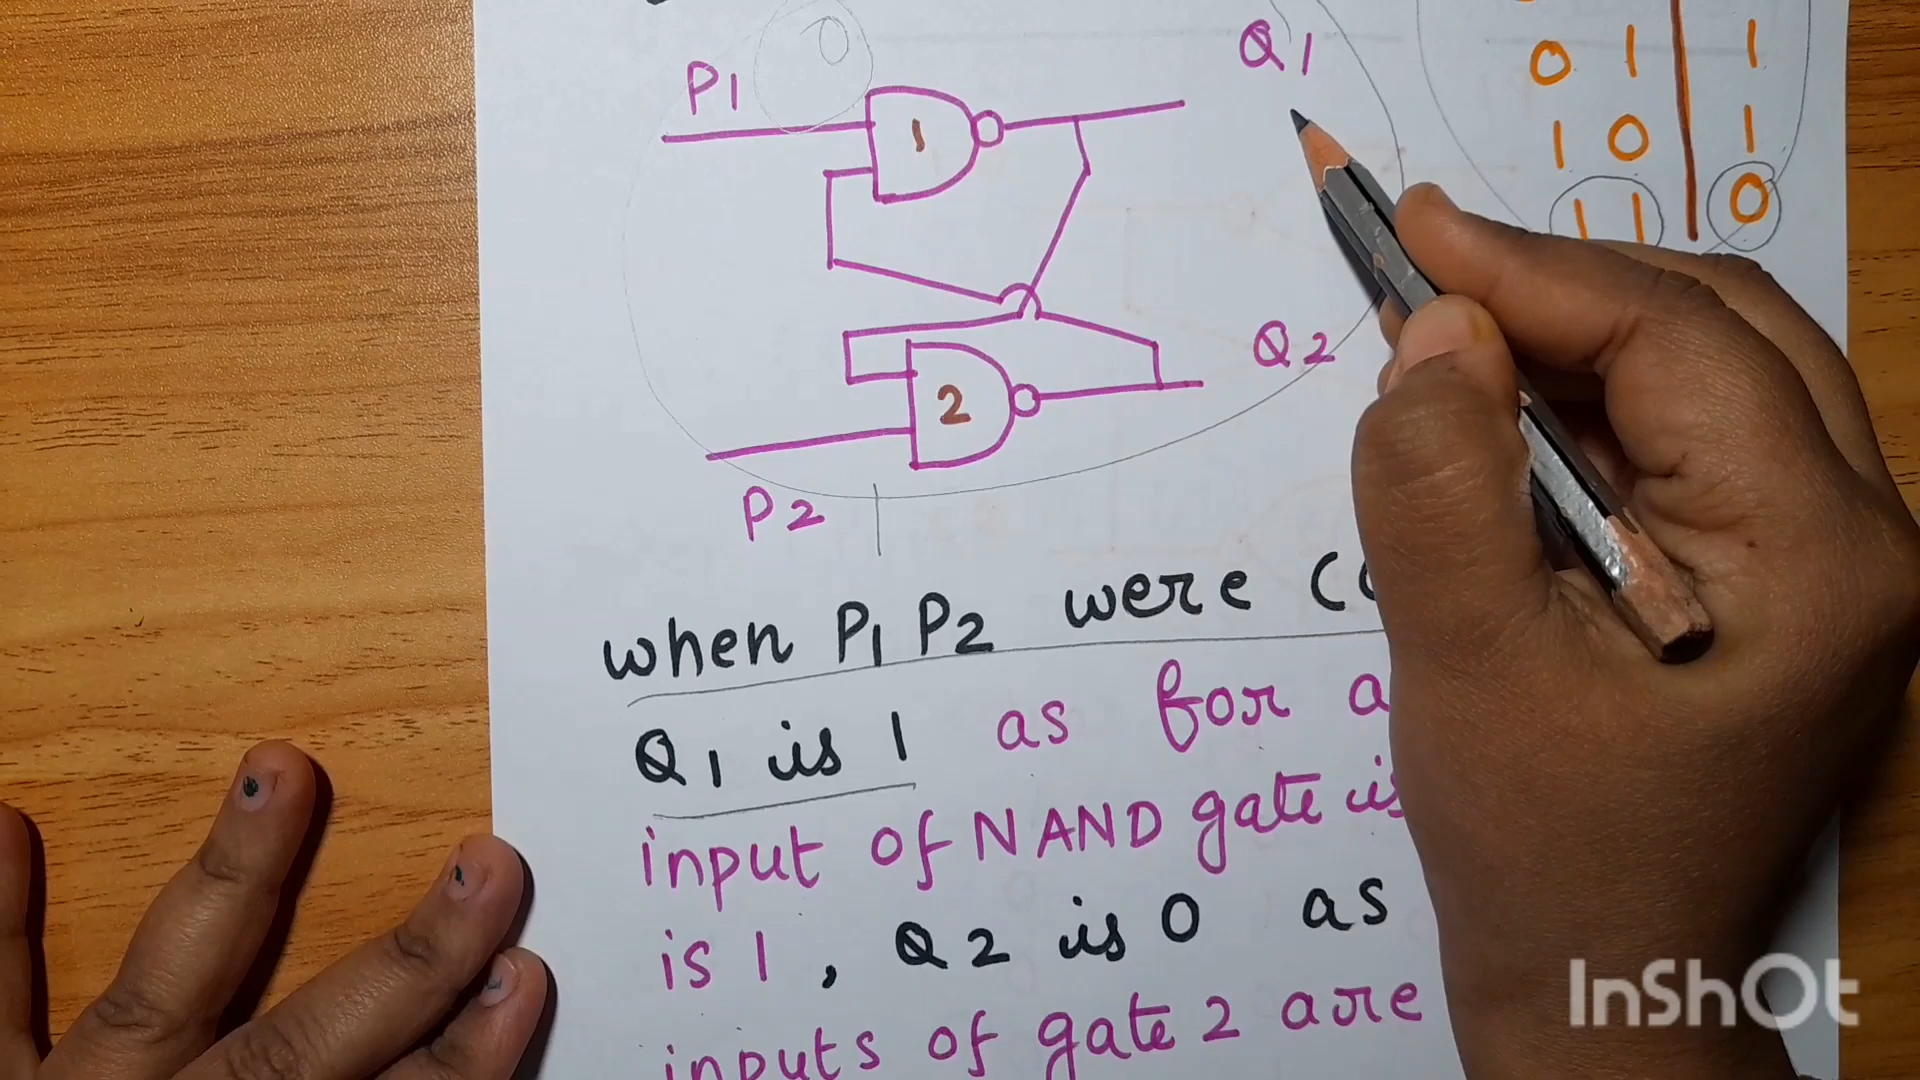 0 1 1
1 0 1
1 1 0
Q1
P1
0
1
Q2
2
P2
1
when P1 P2 were
Q1 is 1 as for a
input of NAND gate is
is 1, Q2 is 0 as
inputs of gate 2 are
InShOt